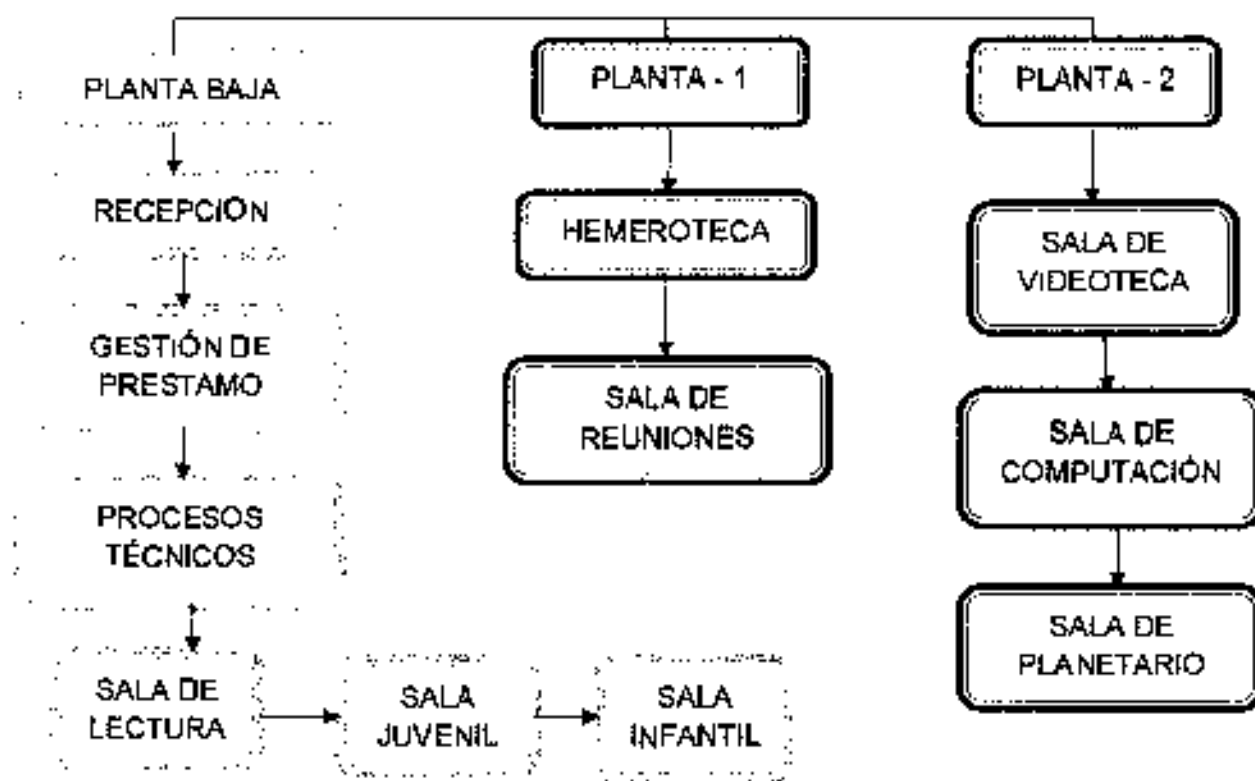 PLANTA BAJA
RECEPCIÓN
GESTIÓN DE
PRESTAMO
PROCESOS
TÉCNICOS
SALA DE
LECTURA
SALA
JUVENIL
SALA
INFANTIL
PLANTA - 1
HEMEROTECA
SALA DE
REUNIONES
PLANTA - 2
SALA DE
VIDEOTECA
SALA DE
COMPUTACIÓN
SALA DE
PLANETARIO